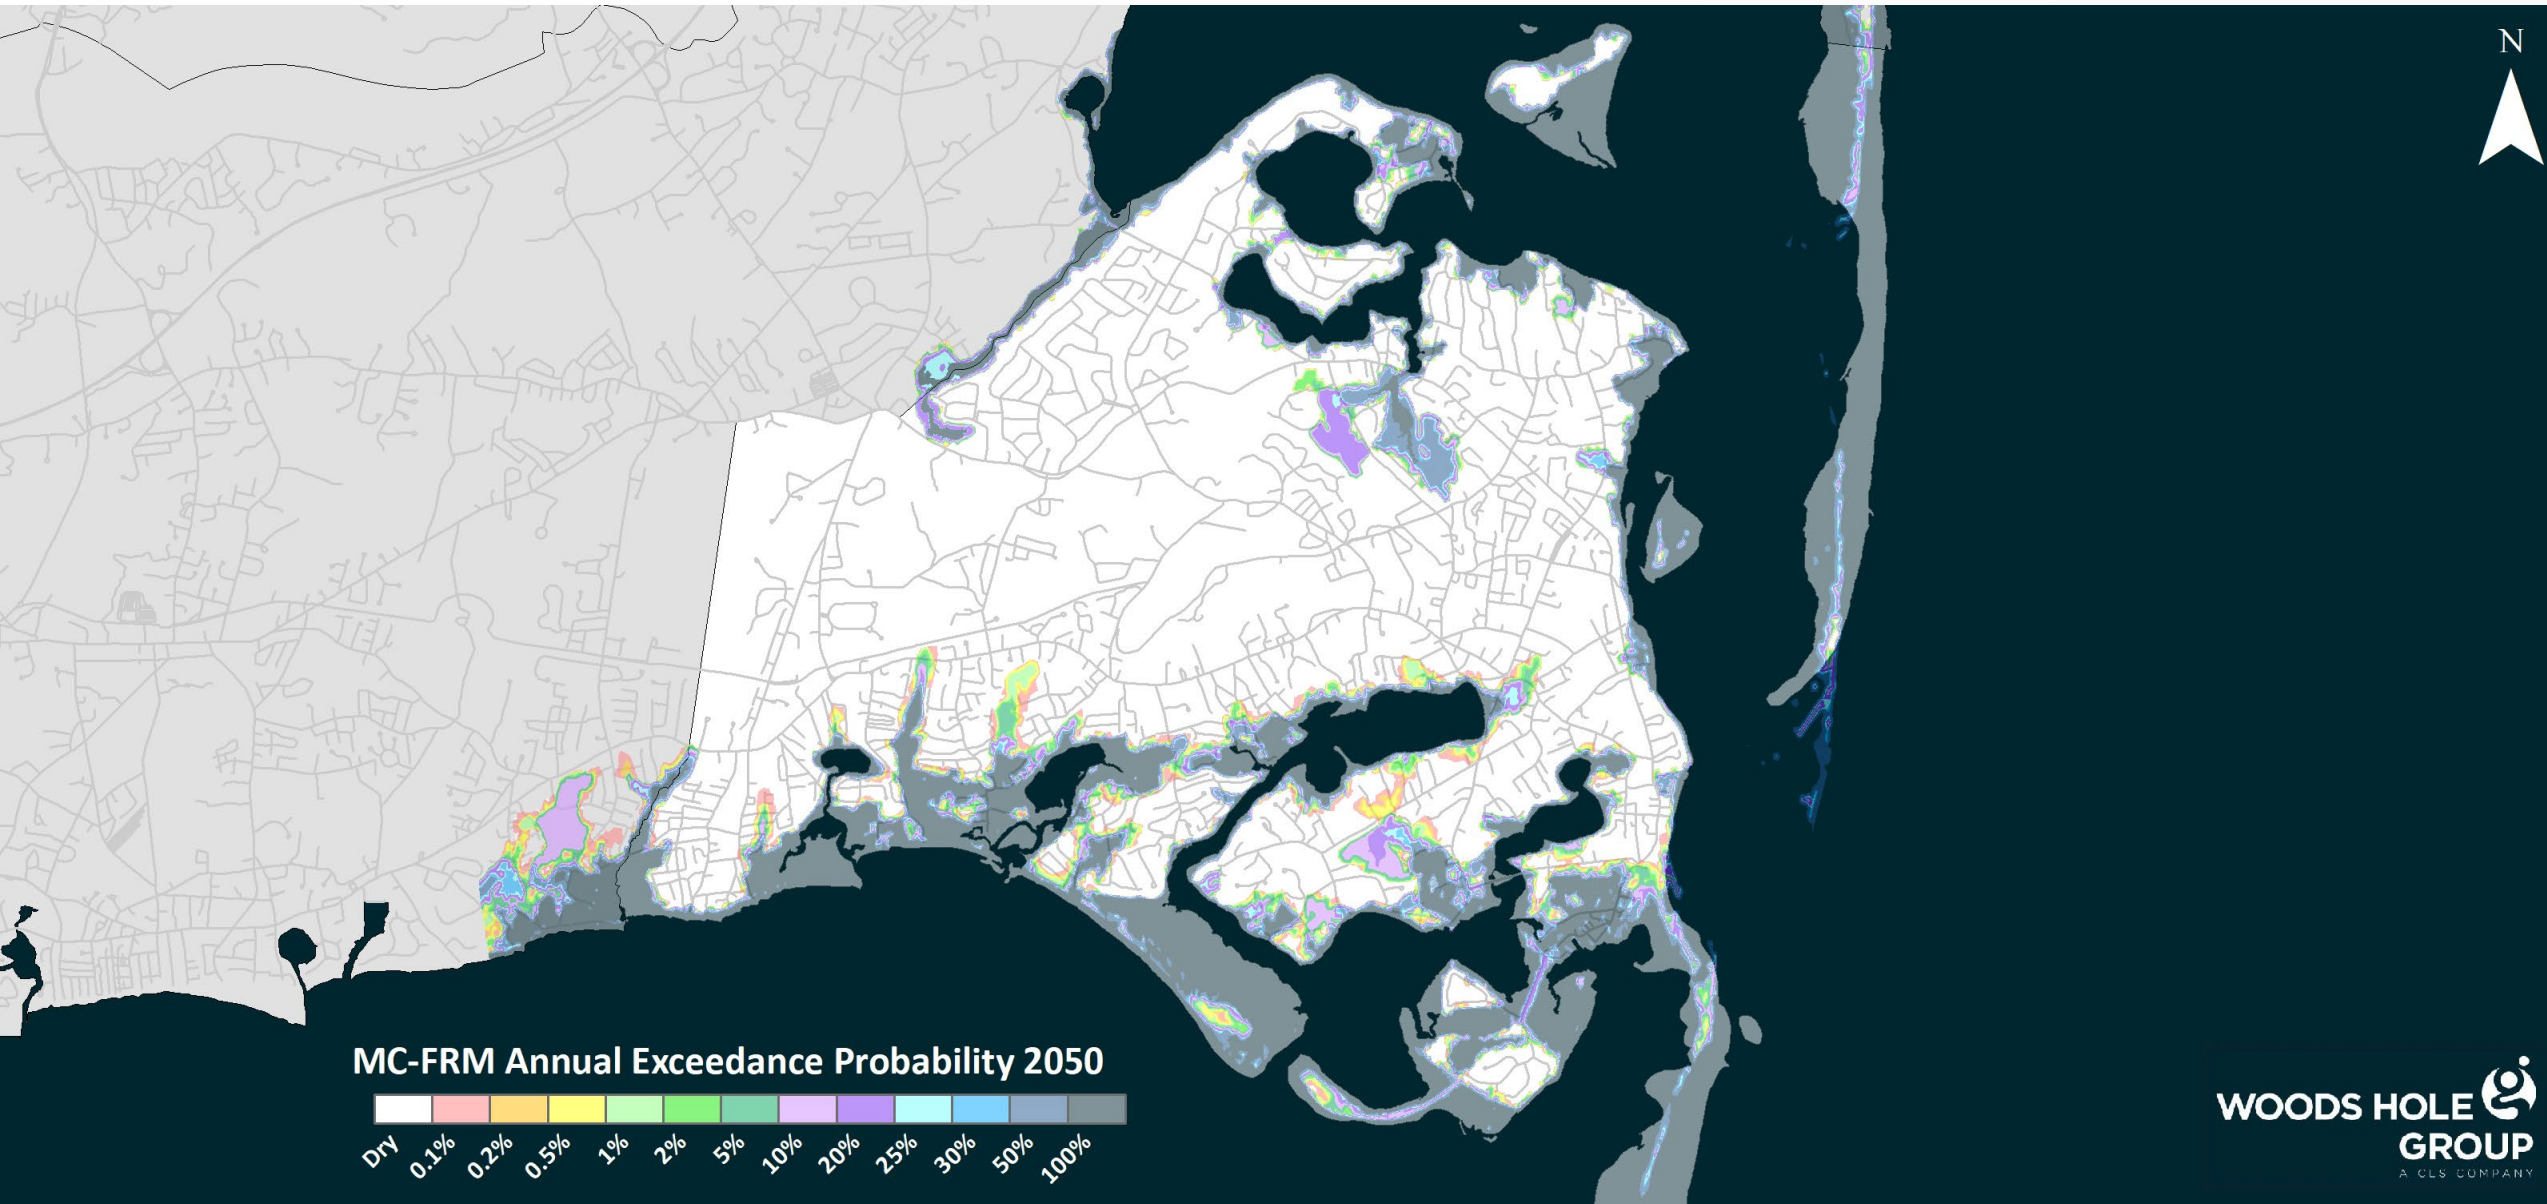 N
MC-FRM Annual Exceedance Probability 2050
Dry 0.1% 0.2% 0.5% 1% 2% 5% 10% 20% 25% 30% 50% 100%
WOODS HOLE
GROUP
A CLS COMPANY